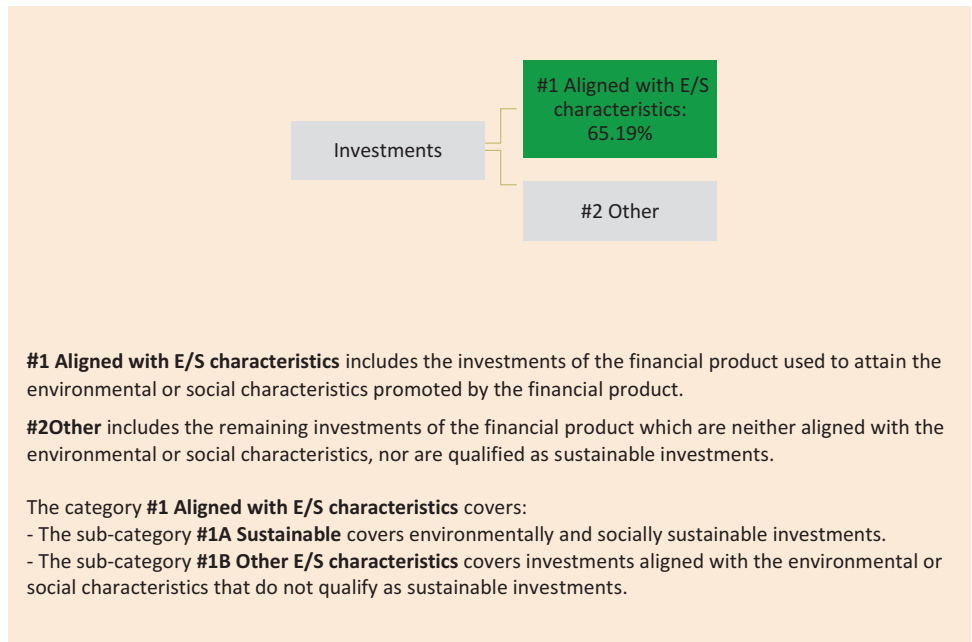 #1 Aligned with E/S
characteristics:
65.19%
Investments
#2 Other
#1 Aligned with E/S characteristics includes the investments of the financial product used to attain the
environmental or social characteristics promoted by the financial product.
#2Other includes the remaining investments of the financial product which are neither aligned with the
environmental or social characteristics, nor are qualified as sustainable investments.
The category #1 Aligned with E/S characteristics covers:
- The sub-category #1A Sustainable covers environmentally and socially sustainable investments.
- The sub-category #1B Other E/S characteristics covers investments aligned with the environmental or
social characteristics that do not qualify as sustainable investments.